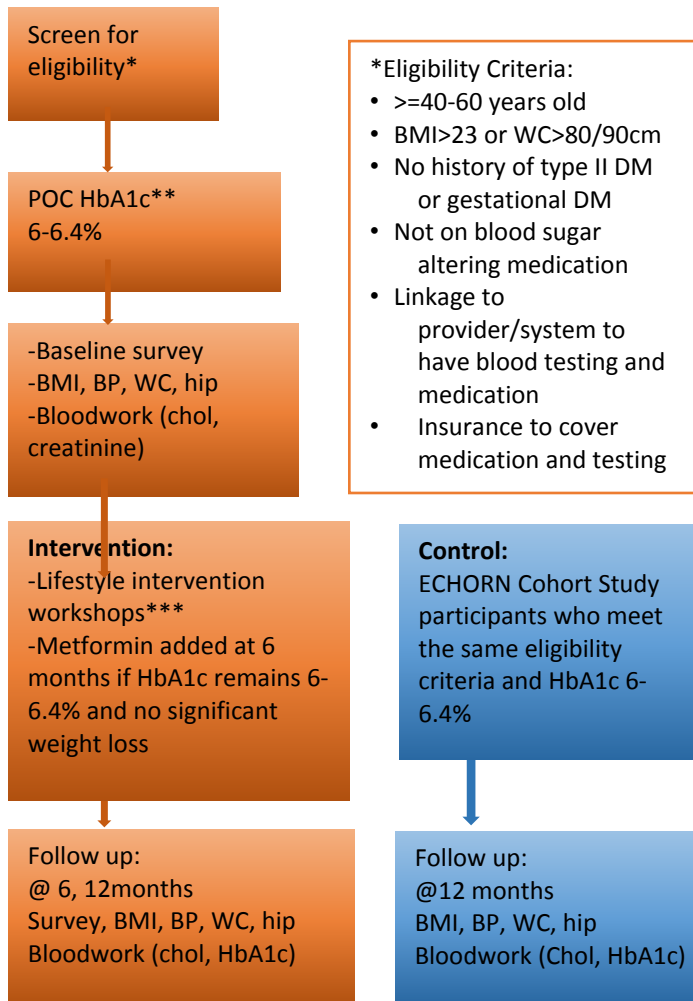 Screen for
eligibility*
POC HbA1c**
6-6.4%
-Baseline survey
-BMI, BP, WC, hip
-Bloodwork (chol,
creatinine)
Intervention:
-Lifestyle intervention
workshops***
-Metformin added at 6
months if HbA1c remains 6-
6.4% and no significant
weight loss
Follow up:
@ 6, 12months
Survey, BMI, BP, WC, hip
Bloodwork (chol, HbA1c)
*Eligibility Criteria:
• >=40-60 years old
• BMI>23 or WC>80/90cm
• No history of type II DM
or gestational DM
• Not on blood sugar
altering medication
• Linkage to
provider/system to
have blood testing and
medication
• Insurance to cover
medication and testing
Control:
ECHORN Cohort Study
participants who meet
the same eligibility
criteria and HbA1c 6-
6.4%
Follow up:
@12 months
BMI, BP, WC, hip
Bloodwork (Chol, HbA1c)